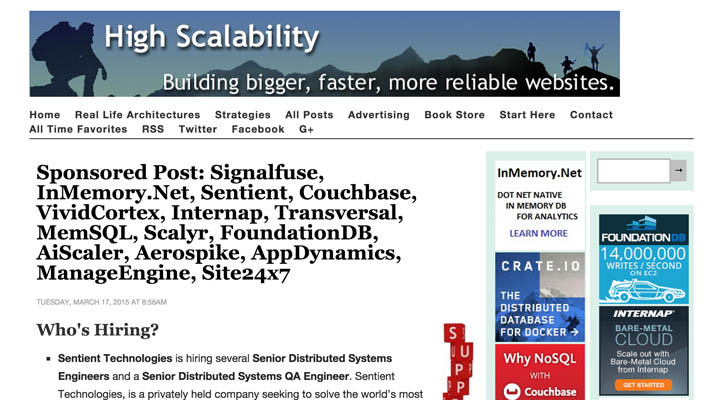 High Scalability
Building bigger, faster, more reliable websites.
Home Real Life Architectures Strategies All Posts Advertising Book Store Start Here Contact
All Time Favorites RSS Twitter Facebook G+
Sponsored Post: Signalfuse,
InMemory.Net, Sentient, Couchbase,
VividCortex, Internap, Transversal,
MemSQL, Scalyr, FoundationDB,
AiScaler, Aerospike, AppDynamics,
ManageEngine, Site24x7
TUESDAY, MARCH 17, 2015 AT 8:56AM
Who's Hiring?
Sentient Technologies is hiring several Senior Distributed Systems
Engineers and a Senior Distributed Systems QA Engineer. Sentient
Technologies, is a privately held company seeking to solve the world's most
S
U
P
P
InMemory.Net
DOT NET NATIVE
IN MEMORY DB
FOR ANALYTICS
LEARN MORE
CRATE.IO
THE
DISTRIBUTED
DATABASE
FOR DOCKER →
Why NoSQL
WITH
Couchbase
→
FOUNDATIONDB
14,000,000
WRITES / SECOND
ON EC2
INTERNAP
BARE-METAL
CLOUD
Scale out with
Bare-Metal Cloud
from Internap
GET STARTED